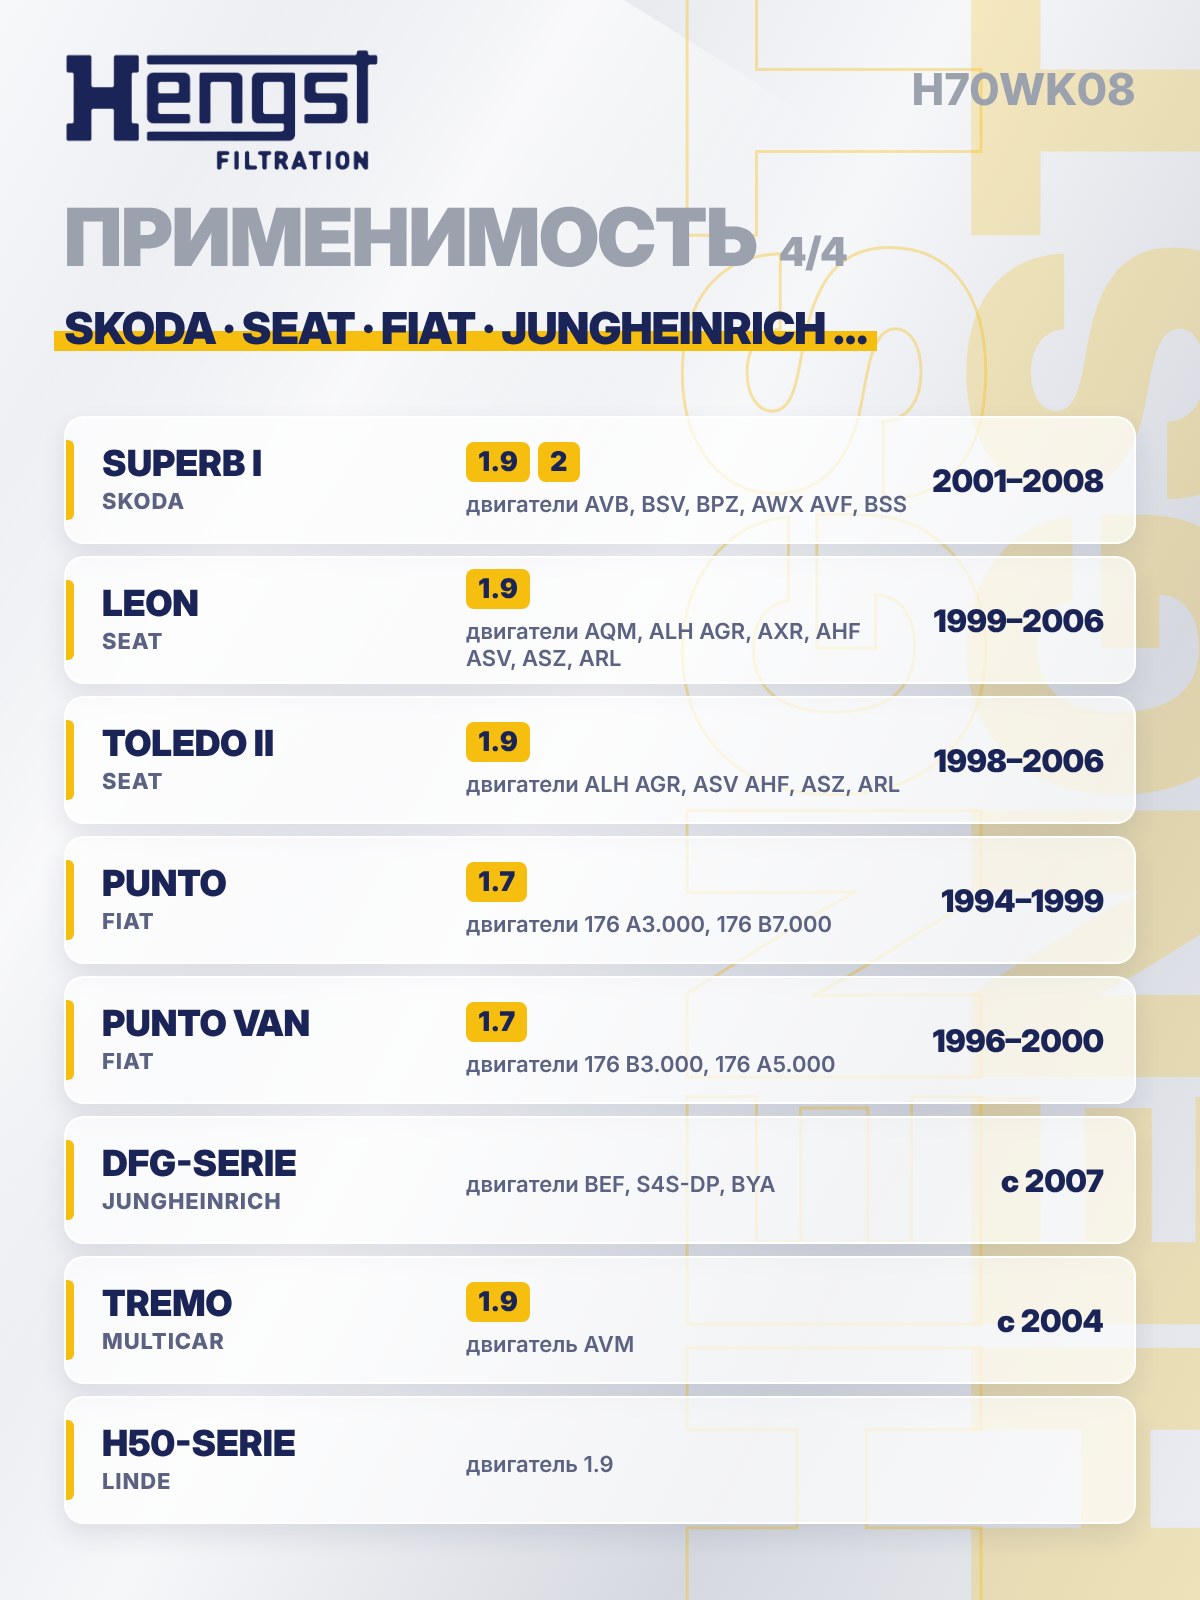 Hengst
FILTRATION
H70WK08
ПРИМЕНИМОСТЬ 4/4
SKODA · SEAT · FIAT · JUNGHEINRICH ...
SUPERB I
SKODA
1.9 2
двигатели AVB, BSV, BPZ, AWX AVF, BSS
2001–2008
LEON
SEAT
1.9
двигатели AQM, ALH AGR, AXR, AHF
ASV, ASZ, ARL
1999–2006
TOLEDO II
SEAT
1.9
двигатели ALH AGR, ASV AHF, ASZ, ARL
1998–2006
PUNTO
FIAT
1.7
двигатели 176 A3.000, 176 B7.000
1994–1999
PUNTO VAN
FIAT
1.7
двигатели 176 B3.000, 176 A5.000
1996–2000
DFG-SERIE
JUNGHEINRICH
двигатели BEF, S4S-DP, BYA
с 2007
TREMO
MULTICAR
1.9
двигатель AVM
с 2004
H50-SERIE
LINDE
двигатель 1.9
HENGST